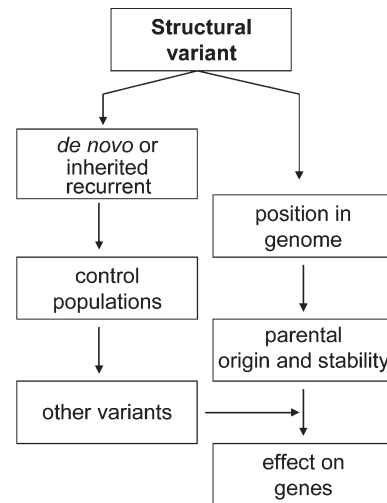 Structural
variant
de novo or
inherited
recurrent
position in
genome
control
populations
parental
origin and stability
other variants
effect on
genes